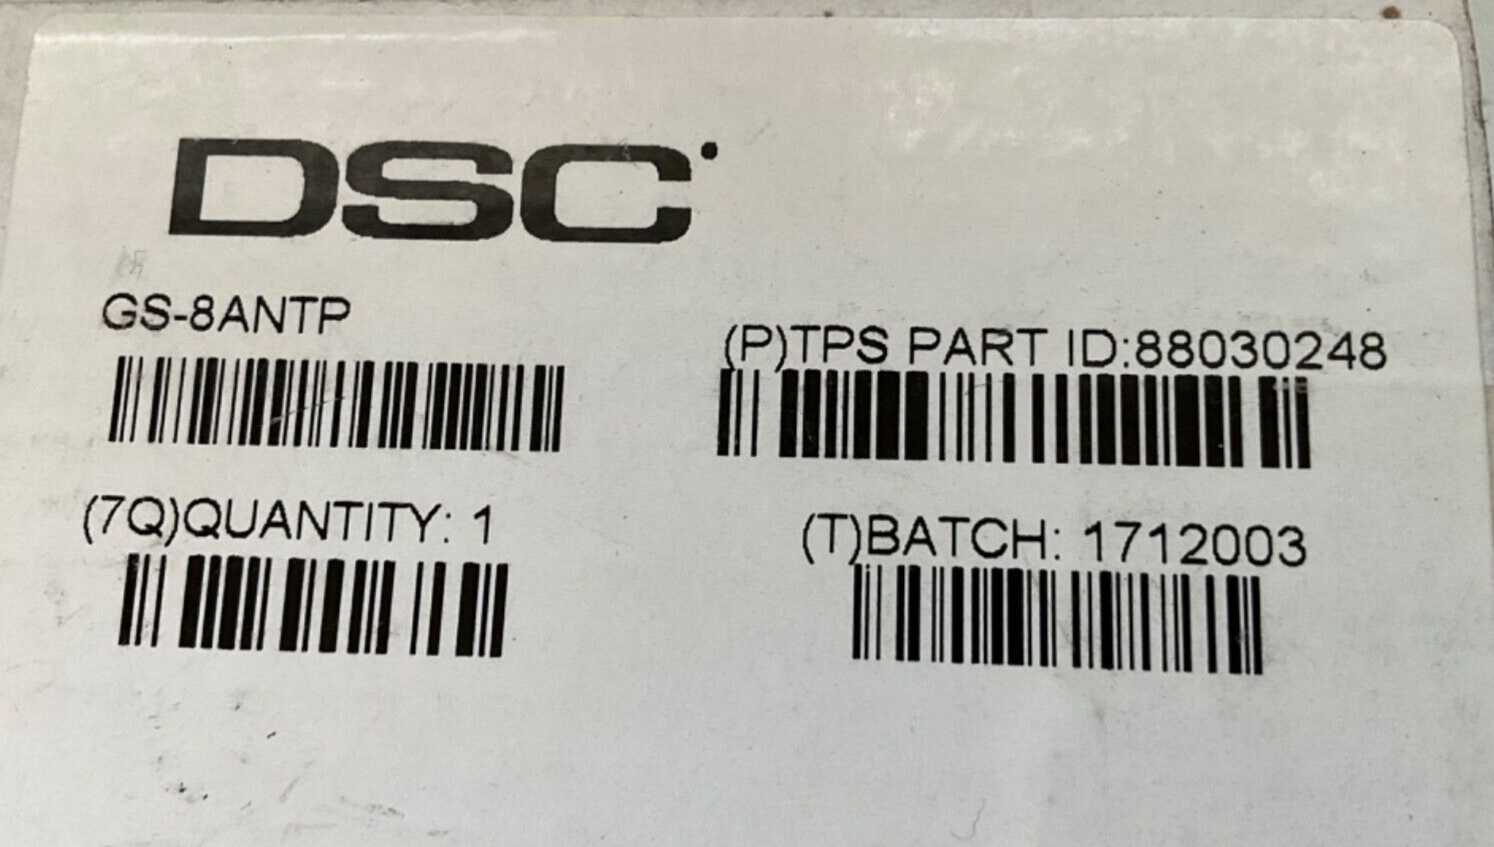 DSC
GS-8ANTP
(P)TPS PART ID:88030248
(7Q)QUANTITY: 1
(T)BATCH: 1712003